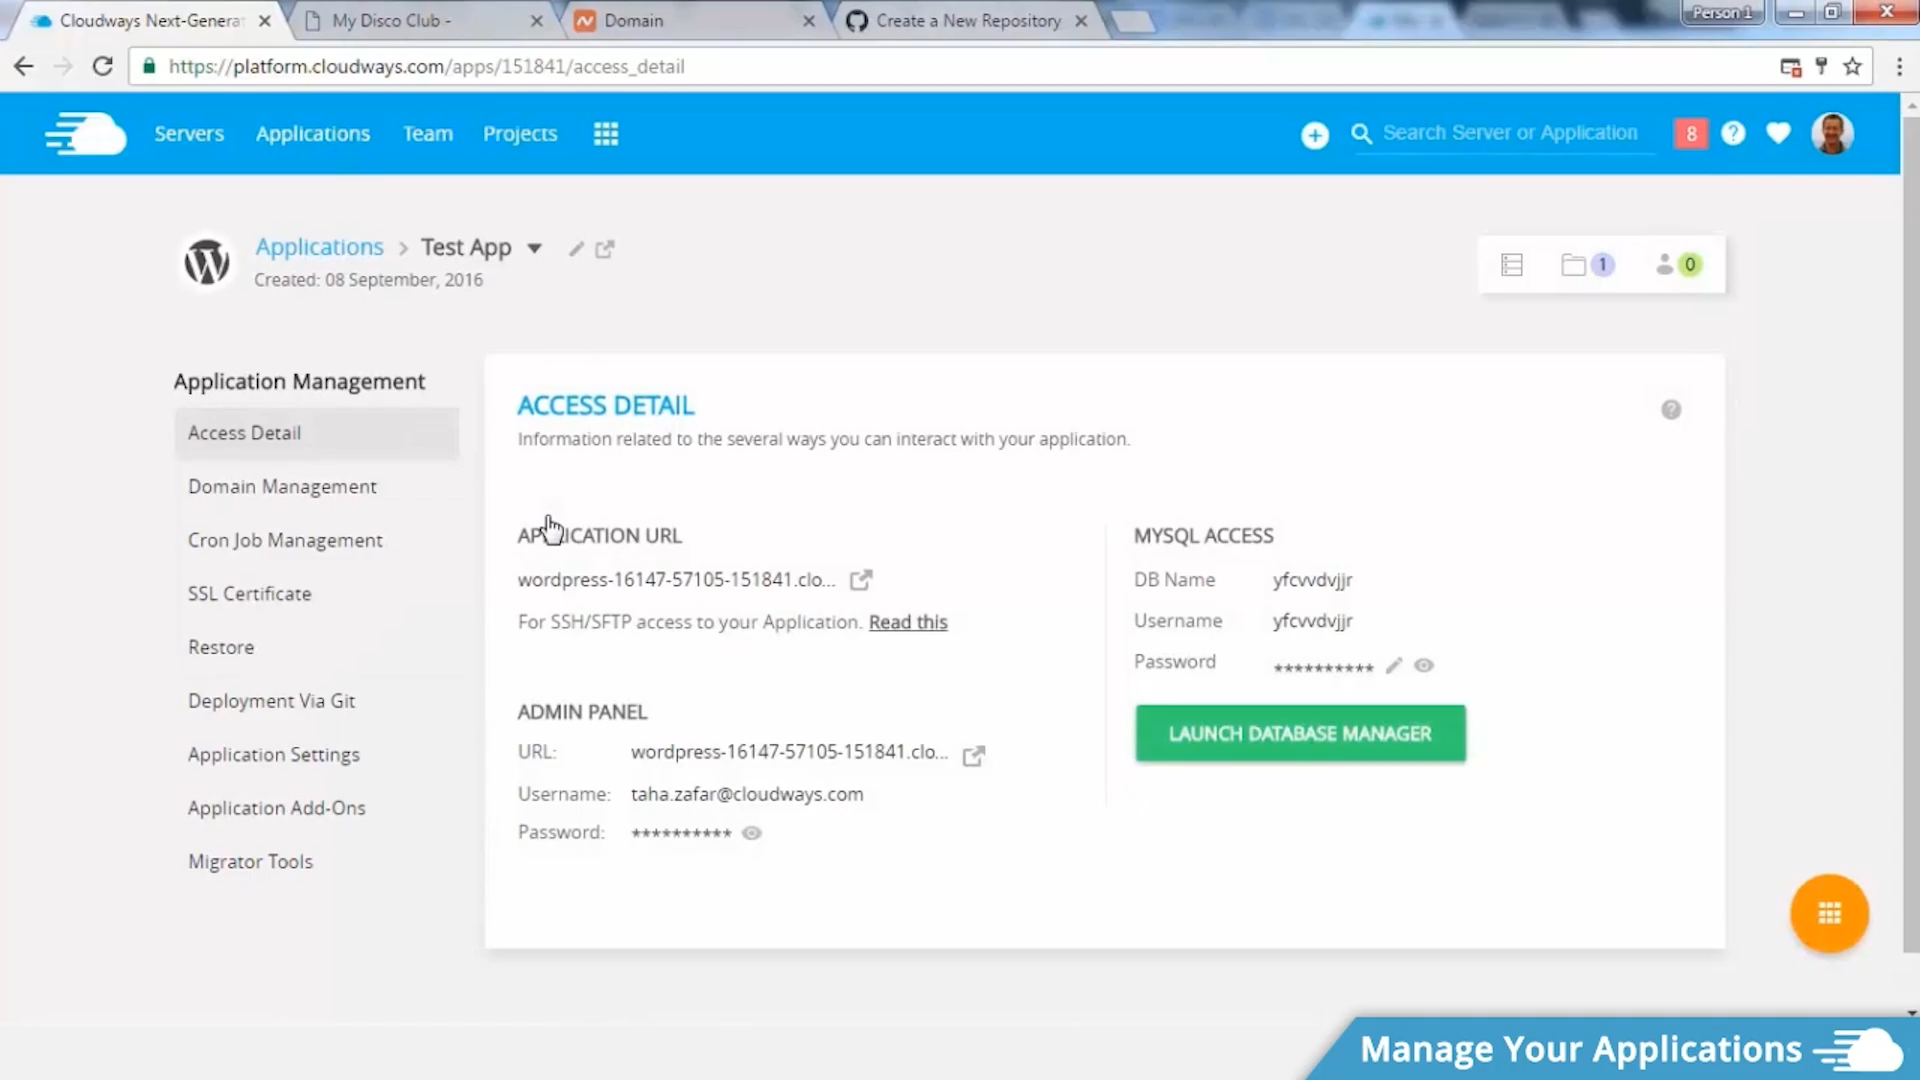 Cloudways Next-Generat
My Disco Club -
Domain
Create a New Repository
Person 1
https://platform.cloudways.com/apps/151841/access_detail
Servers
Applications
Team
Projects
Search Server or Application
8
Applications > Test App
Created: 08 September, 2016
1
0
Application Management
Access Detail
Domain Management
Cron Job Management
SSL Certificate
Restore
Deployment Via Git
Application Settings
Application Add-Ons
Migrator Tools
ACCESS DETAIL
Information related to the several ways you can interact with your application.
APPLICATION URL
wordpress-16147-57105-151841.clo...
For SSH/SFTP access to your Application. Read this
ADMIN PANEL
URL: wordpress-16147-57105-151841.clo...
Username: taha.zafar@cloudways.com
Password: **********
MYSQL ACCESS
DB Name yfcvvdvjjr
Username yfcvvdvjjr
Password **********
LAUNCH DATABASE MANAGER
Manage Your Applications